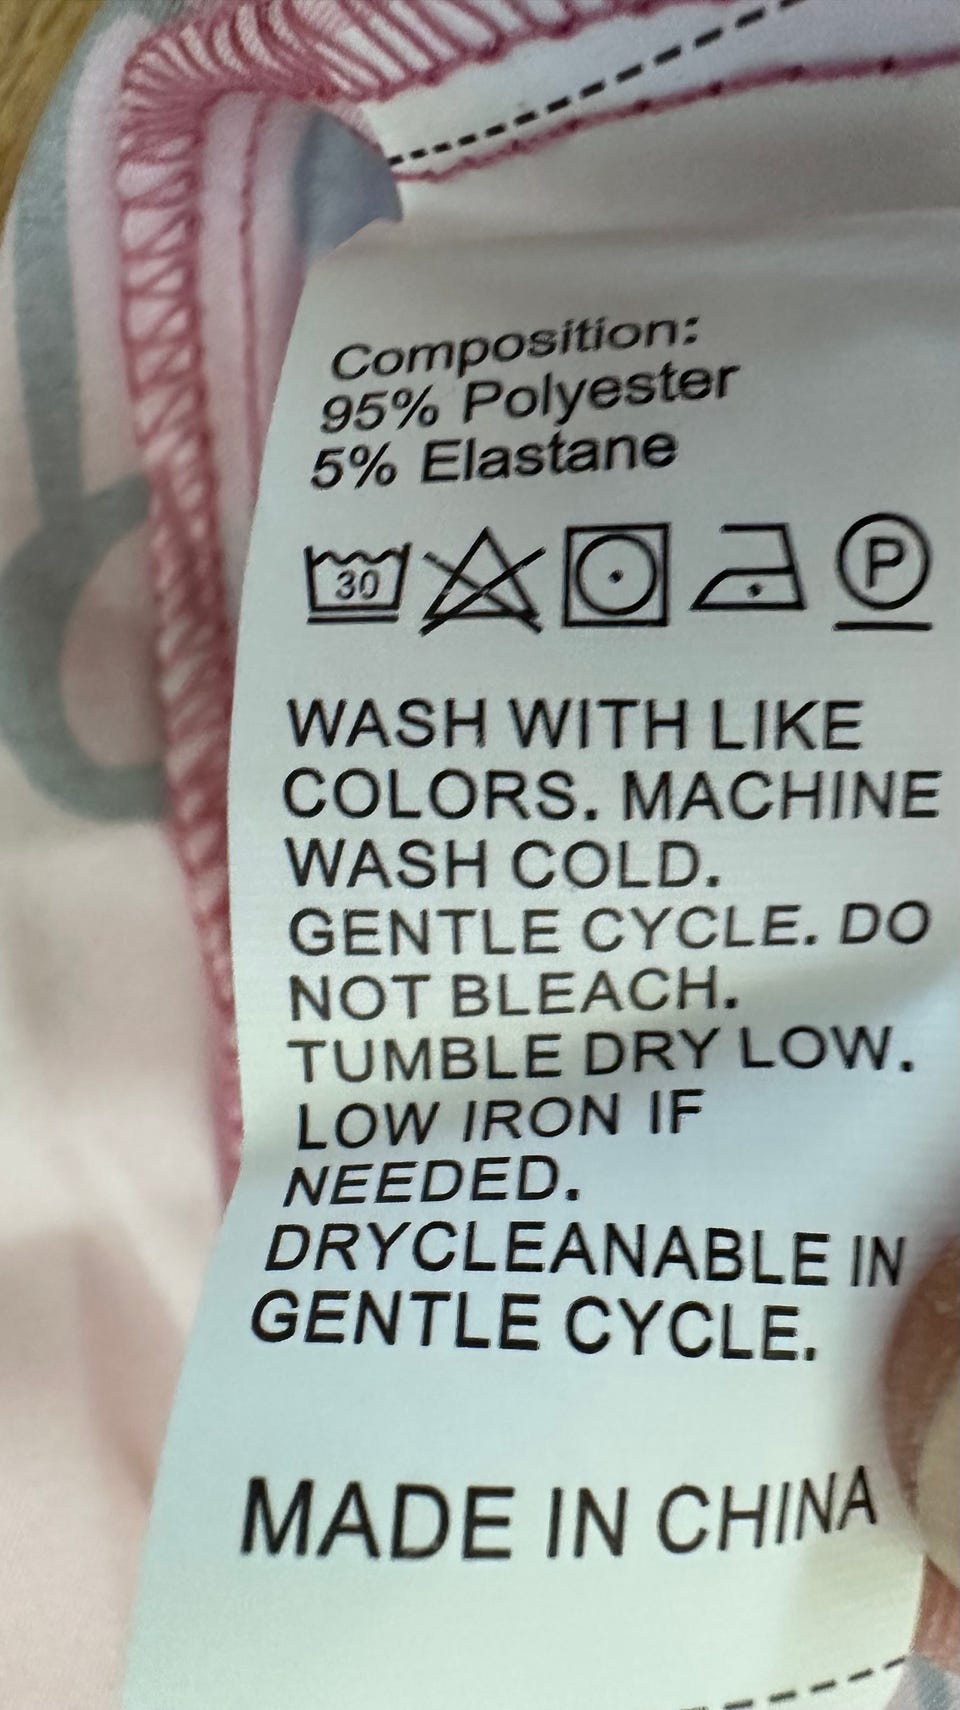 Composition:
95% Polyester
5% Elastane
30 P
WASH WITH LIKE
COLORS. MACHINE
WASH COLD.
GENTLE CYCLE. DO
NOT BLEACH.
TUMBLE DRY LOW.
LOW IRON IF
NEEDED.
DRYCLEANABLE IN
GENTLE CYCLE.
MADE IN CHINA